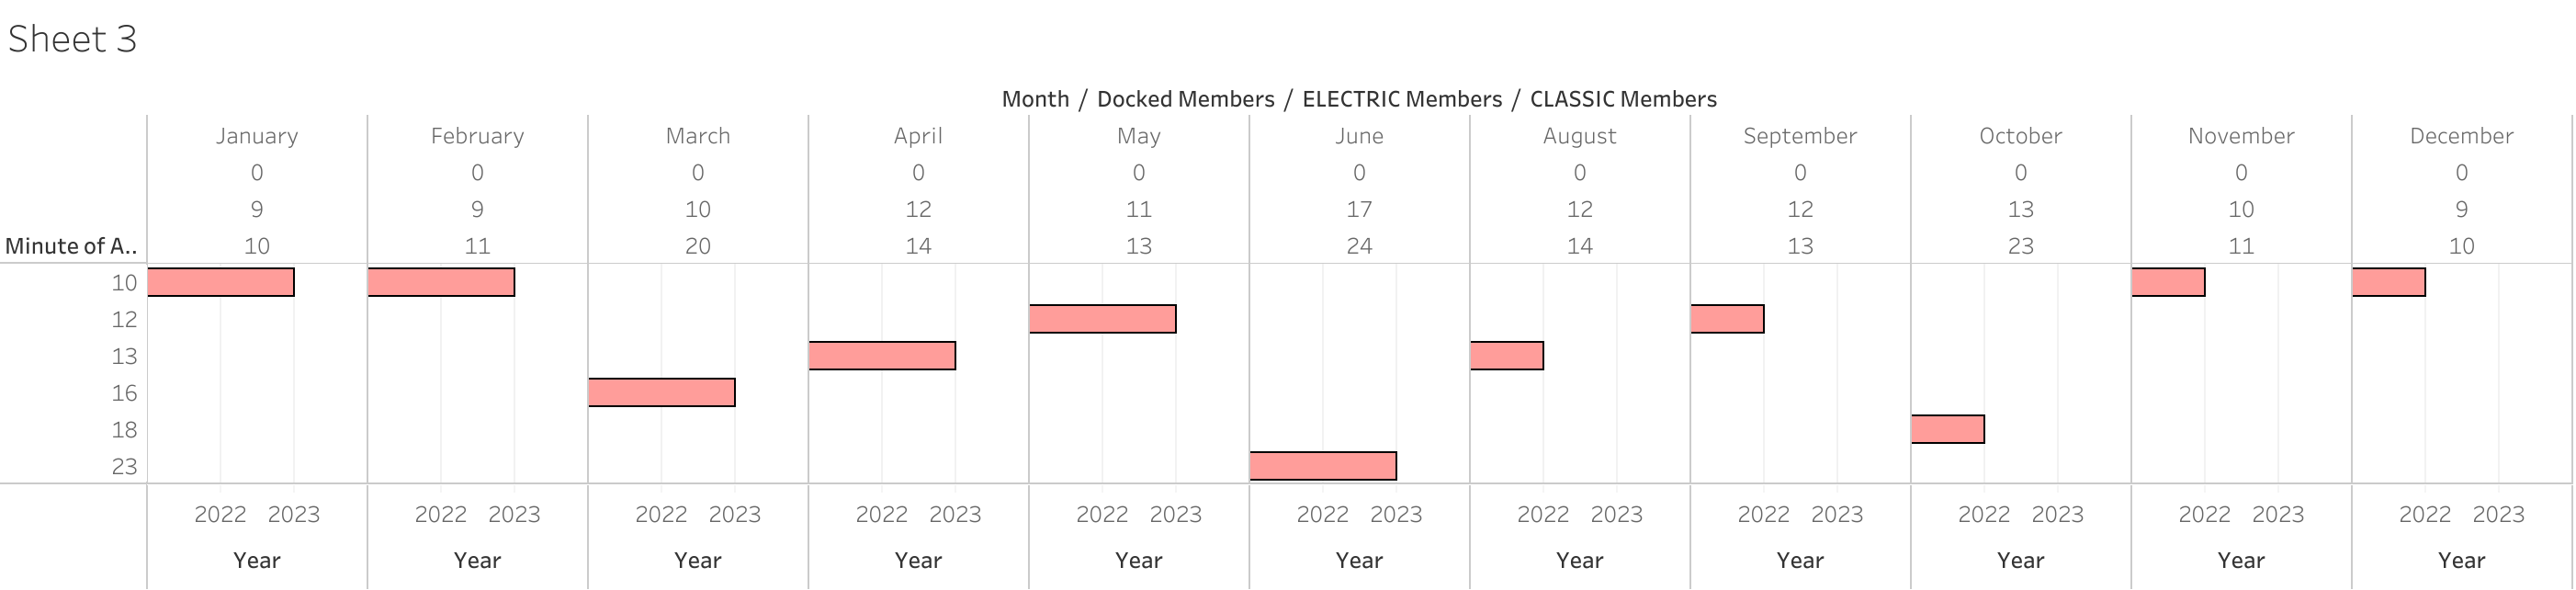 Sheet 3
Month / Docked Members / ELECTRIC Members / CLASSIC Members
January February March April May June August September October November December
0 0 0 0 0 0 0 0 0 0 0
9 9 10 12 11 17 12 12 13 10 9
Minute of A.. 10 11 20 14 13 24 14 13 23 11 10
10
12
13
16
18
23
2022 2023 2022 2023 2022 2023 2022 2023 2022 2023 2022 2023 2022 2023 2022 2023 2022 2023 2022 2023 2022 2023
Year Year Year Year Year Year Year Year Year Year Year